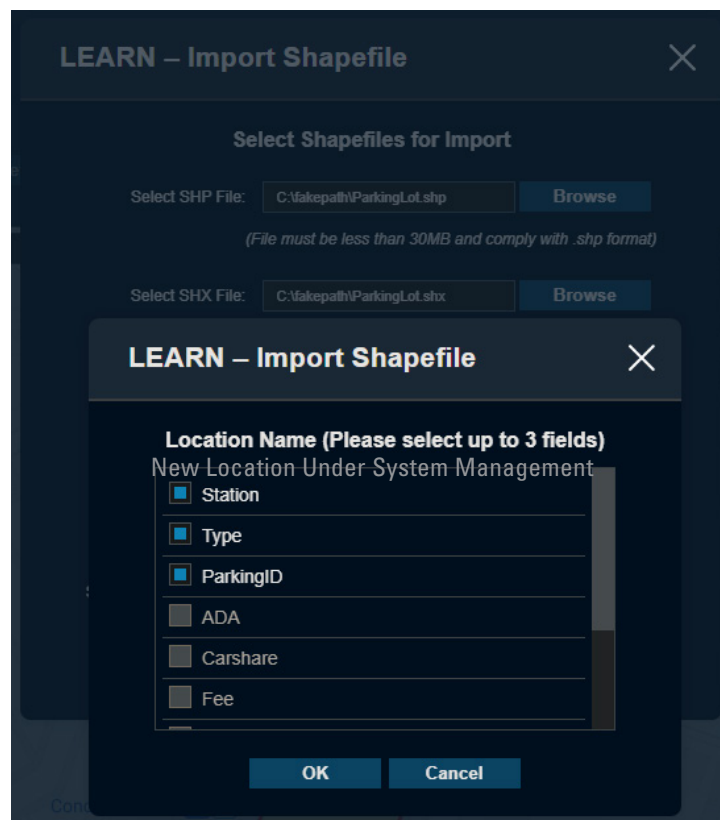 LEARN – Import Shapefile
Select Shapefiles for Import
Select SHP File: C:\fakepath\ParkingLot.shp Browse
(File must be less than 30MB and comply with .shp format)
Select SHX File: C:\fakepath\ParkingLot.shx Browse
LEARN – Import Shapefile
Location Name (Please select up to 3 fields)
New Location Under System Management
Station
Type
ParkingID
ADA
Carshare
Fee
OK Cancel